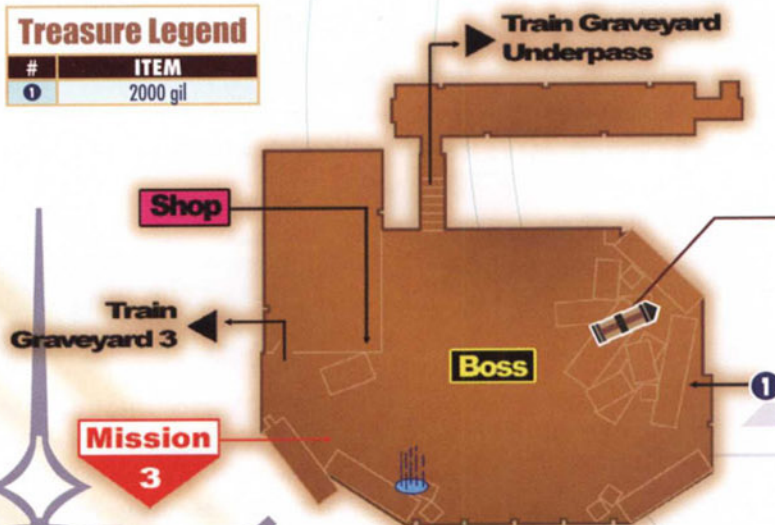 Treasure Legend
# ITEM
1 2000 gil
Train Graveyard
Underpass
Shop
Train
Graveyard 3
Boss
1
Mission
3